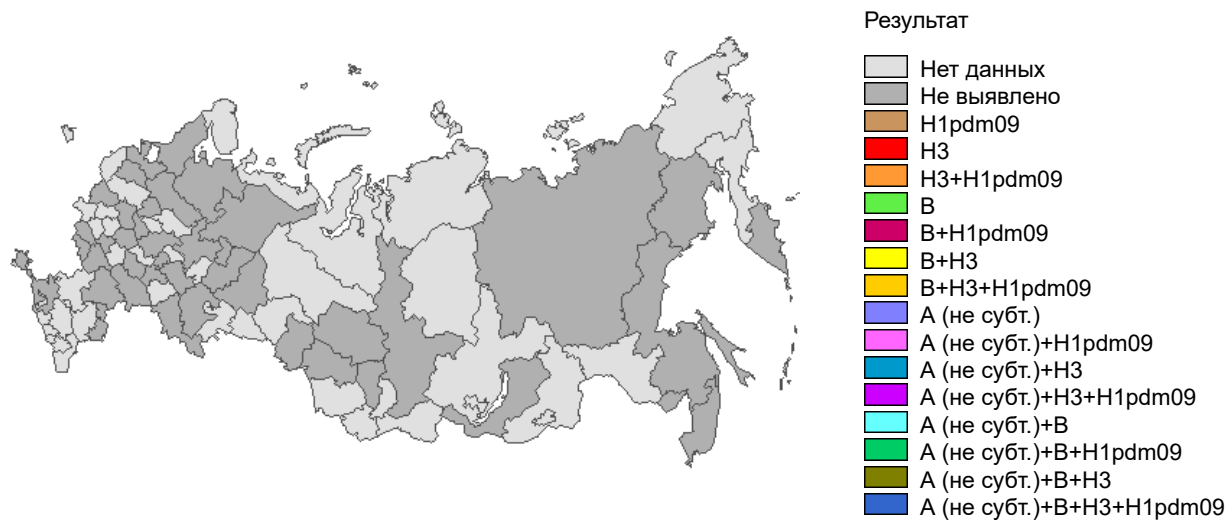 Результат
Нет данных
Не выявлено
H1pdm09
H3
H3+H1pdm09
B
B+H1pdm09
B+H3
B+H3+H1pdm09
A (не субт.)
A (не субт.)+H1pdm09
A (не субт.)+H3
A (не субт.)+H3+H1pdm09
A (не субт.)+B
A (не субт.)+B+H1pdm09
A (не субт.)+B+H3
A (не субт.)+B+H3+H1pdm09